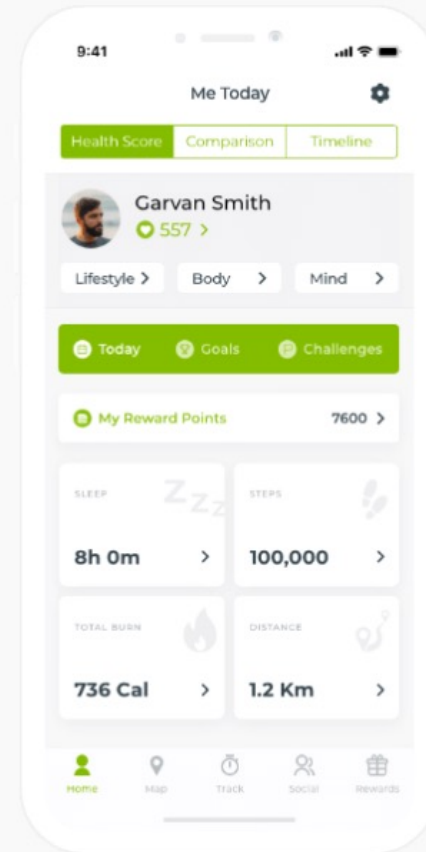 9:41
Me Today
Health Score Comparison Timeline
Garvan Smith
557 >
Lifestyle > Body > Mind >
Today Goals Challenges
My Reward Points 7600 >
SLEEP ZZZZ STEPS
8h 0m > 100,000 >
TOTAL BURN DISTANCE
736 Cal > 1.2 Km >
Home Map Track Social Rewards